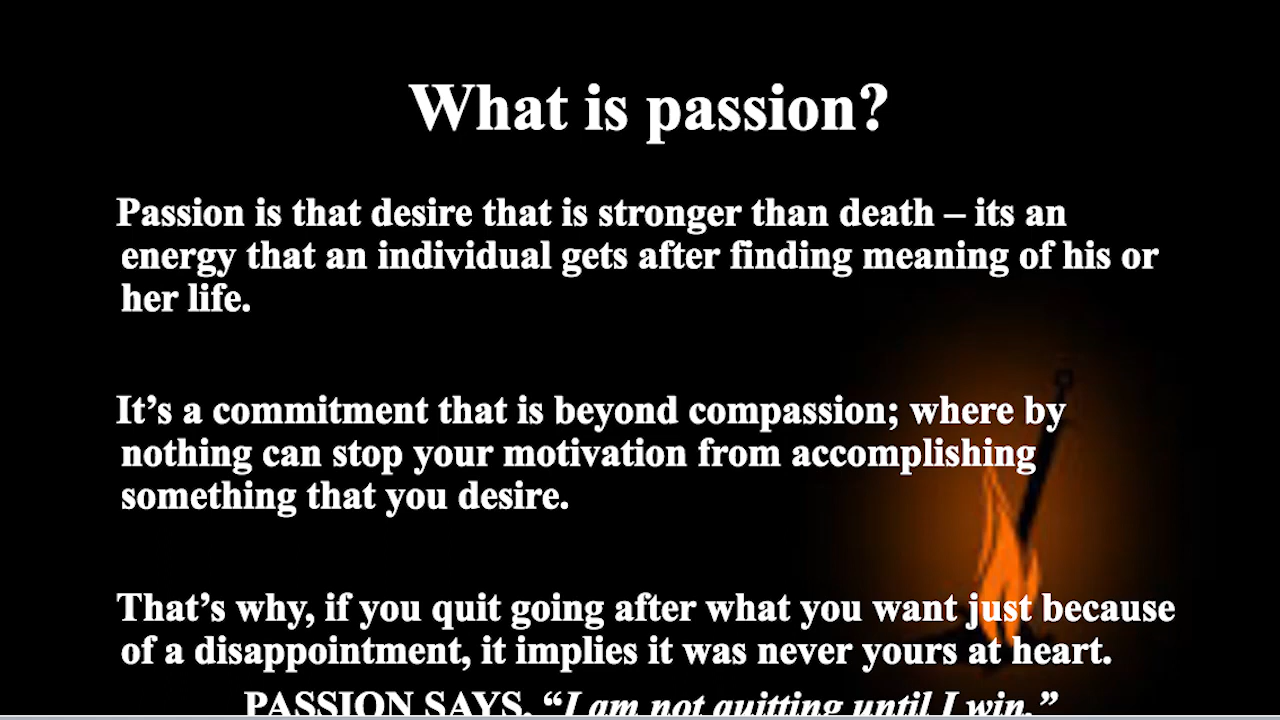 What is passion?
Passion is that desire that is stronger than death – its an
energy that an individual gets after finding meaning of his or
her life.
It’s a commitment that is beyond compassion; where by
nothing can stop your motivation from accomplishing
something that you desire.
That’s why, if you quit going after what you want just because
of a disappointment, it implies it was never yours at heart.
PASSION SAYS, “I am not quitting until I win.”